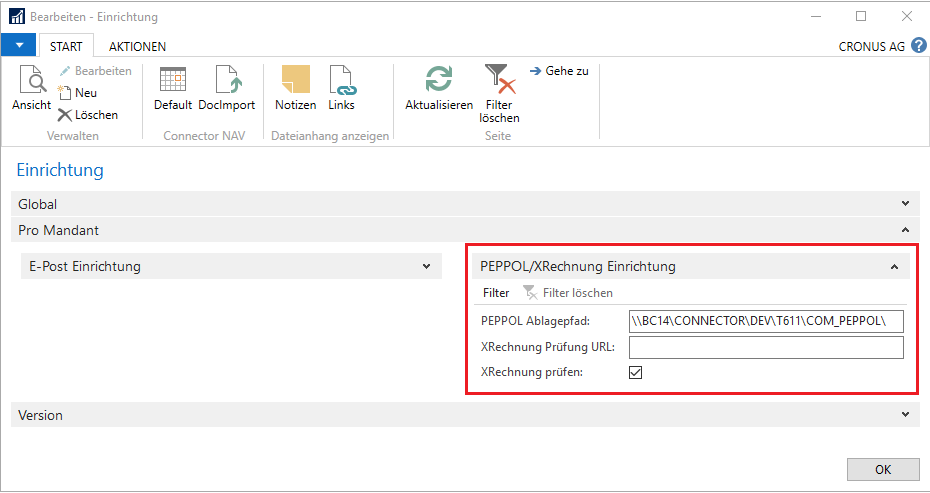 Bearbeiten - Einrichtung
START AKTIONEN CRONUS AG ?
Ansicht
Bearbeiten
Neu
Löschen
Verwalten
Default DocImport
Connector NAV
Notizen Links
Dateianhang anzeigen
Aktualisieren
Filter
löschen
Gehe zu
Seite
Einrichtung
Global
Pro Mandant
E-Post Einrichtung
PEPPOL/XRechnung Einrichtung
Filter Filter löschen
PEPPOL Ablagepfad: \\BC14\CONNECTOR\DEV\T611\COM_PEPPOL\
XRechnung Prüfung URL:
XRechnung prüfen:
Version
OK